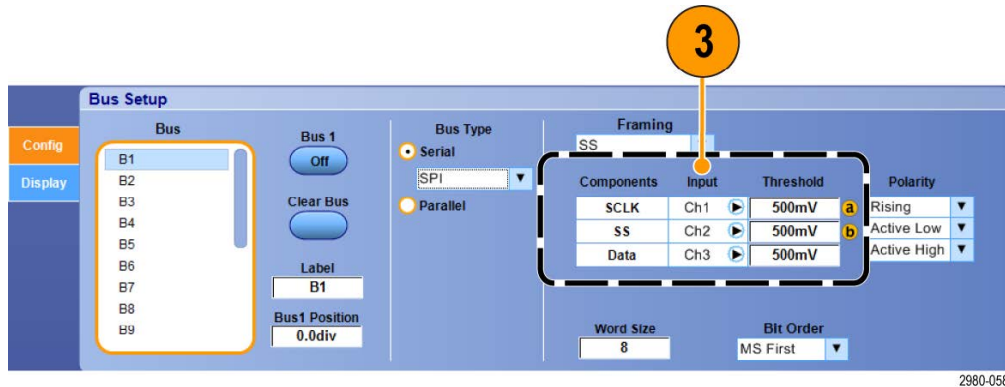 3
Bus Setup
Config
Display
Bus
B1
B2
B3
B4
B5
B6
B7
B8
B9
Bus 1
Off
Clear Bus
Label
B1
Bus1 Position
0.0div
Bus Type
Serial
SPI
Parallel
Framing
SS
Components Input Threshold Polarity
SCLK Ch1 500mV a Rising
SS Ch2 500mV b Active Low
Data Ch3 500mV Active High
Word Size
8
Bit Order
MS First
2980-058